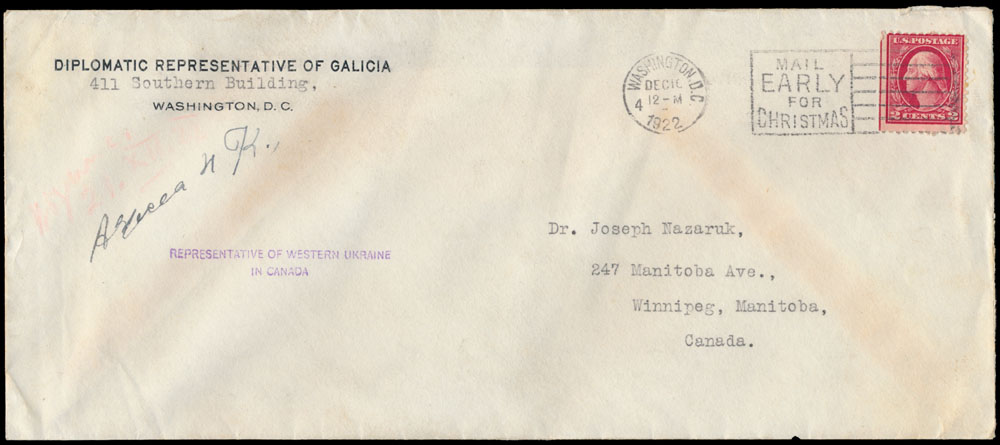 DIPLOMATIC REPRESENTATIVE OF GALICIA
411 Southern Building,
WASHINGTON, D. C.
WASHINGTON, D.C.
DEC 16
4 12-M
1922
MAIL
EARLY
FOR
CHRISTMAS
U.S. POSTAGE
2 CENTS 2
К.,
REPRESENTATIVE OF WESTERN UKRAINE
IN CANADA
Dr. Joseph Nazaruk,
247 Manitoba Ave.,
Winnipeg, Manitoba,
Canada.